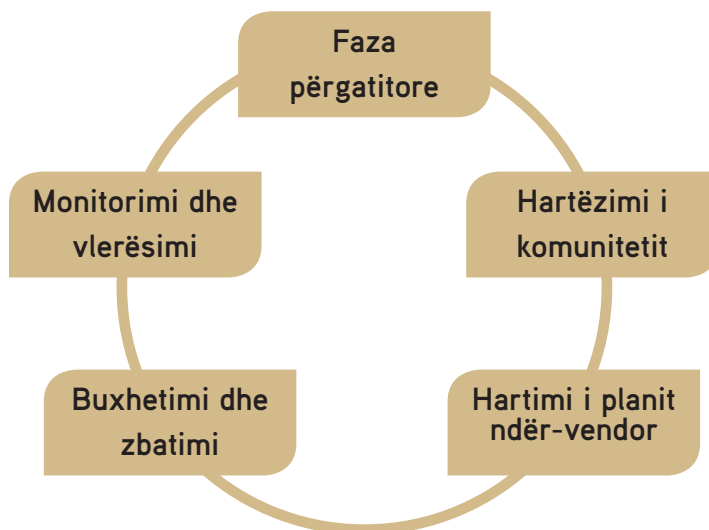 Faza
përgatitore
Hartëzimi i
komunitetit
Hartimi i planit
ndër-vendor
Buxhetimi dhe
zbatimi
Monitorimi dhe
vlerësimi